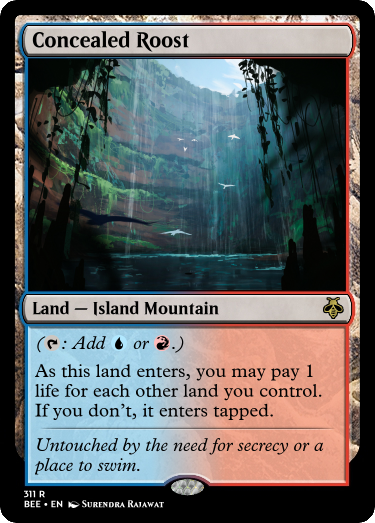 Concealed Roost
Land — Island Mountain
(: Add or .)
As this land enters, you may pay 1
life for each other land you control.
If you don't, it enters tapped.
Untouched by the need for secrecy or a
place to swim.
311 R
BEE • EN Surendra Rajawat